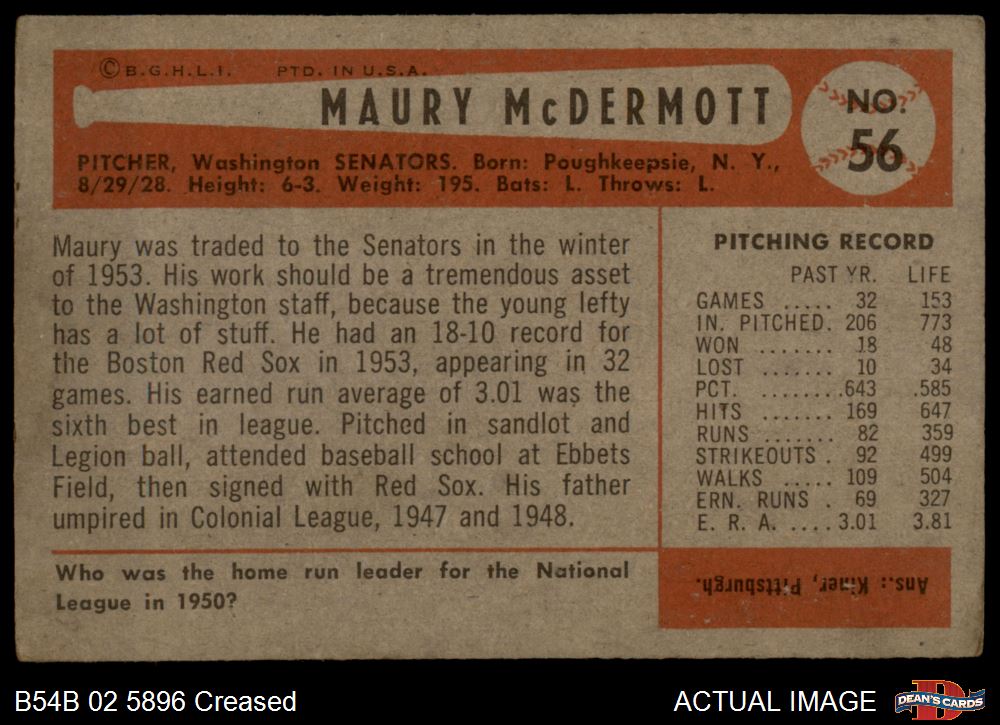 © B.G.H.L.I. PTD. IN U.S.A.
MAURY McDERMOTT
NO. 56
PITCHER, Washington SENATORS. Born: Poughkeepsie, N. Y.,
8/29/28. Height: 6-3. Weight: 195. Bats: L. Throws: L.
Maury was traded to the Senators in the winter
of 1953. His work should be a tremendous asset
to the Washington staff, because the young lefty
has a lot of stuff. He had an 18-10 record for
the Boston Red Sox in 1953, appearing in 32
games. His earned run average of 3.01 was the
sixth best in league. Pitched in sandlot and
Legion ball, attended baseball school at Ebbets
Field, then signed with Red Sox. His father
umpired in Colonial League, 1947 and 1948.
Who was the home run leader for the National
League in 1950?
PITCHING RECORD
PAST YR. LIFE
GAMES ..... 32 153
IN. PITCHED. 206 773
WON ....... 18 48
LOST ....... 10 34
PCT. .......643 .585
HITS ....... 169 647
RUNS ....... 82 359
STRIKEOUTS . 92 499
WALKS ..... 109 504
ERN. RUNS . 69 327
E. R. A. .... 3.01 3.81
Ans.: Kiner, Pittsburgh.
B54B 02 5896 Creased
ACTUAL IMAGE
D
DEAN'S CARDS